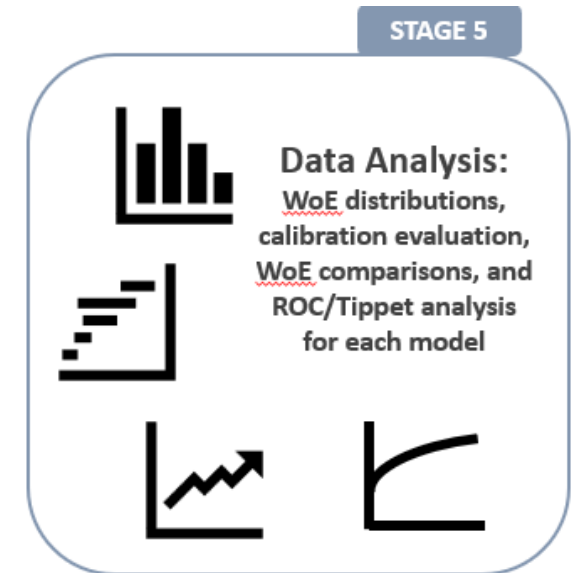 STAGE 5
Data Analysis:
WoE distributions,
calibration evaluation,
WoE comparisons, and
ROC/Tippet analysis
for each model